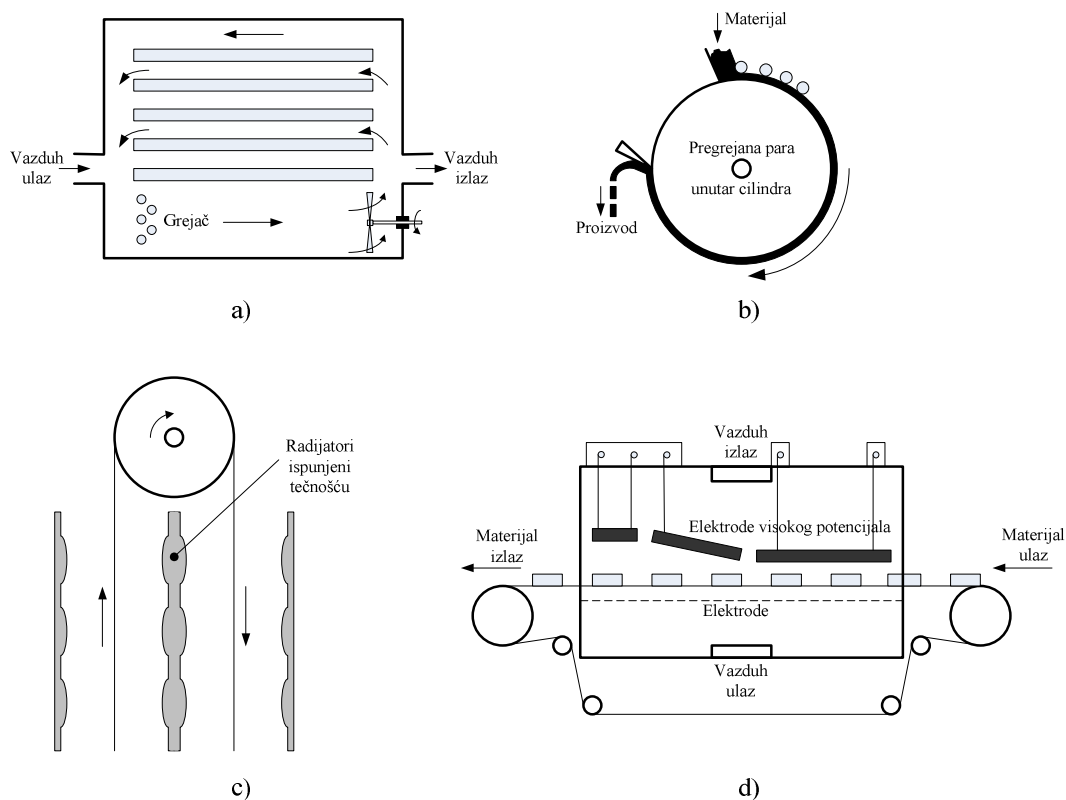 Vazduh
ulaz
Grejač
Vazduh
izlaz
a)
Materijal
Pregrejana para
unutar cilindra
Proizvod
b)
Radijatori
ispunjeni
tečnošću
c)
Vazduh
izlaz
Elektrode visokog potencijala
Materijal
izlaz
Materijal
ulaz
Elektrode
Vazduh
ulaz
d)